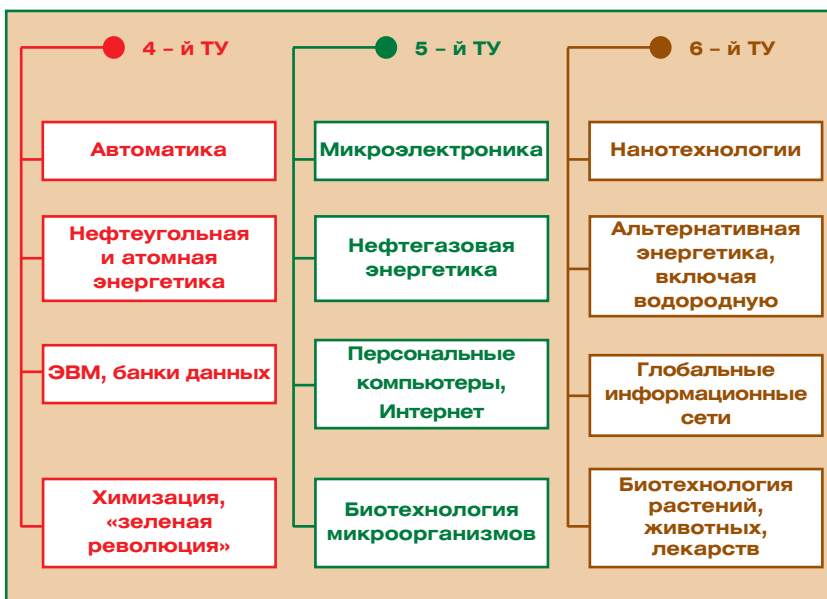 4 – й ТУ
Автоматика
Нефтеугольная
и атомная
энергетика
ЭВМ, банки данных
Химизация,
«зеленая
революция»
5 – й ТУ
Микроэлектроника
Нефтегазовая
энергетика
Персональные
компьютеры,
Интернет
Биотехнология
микроорганизмов
6 – й ТУ
Нанотехнологии
Альтернативная
энергетика,
включая
водородную
Глобальные
информационные
сети
Биотехнология
растений,
животных,
лекарств